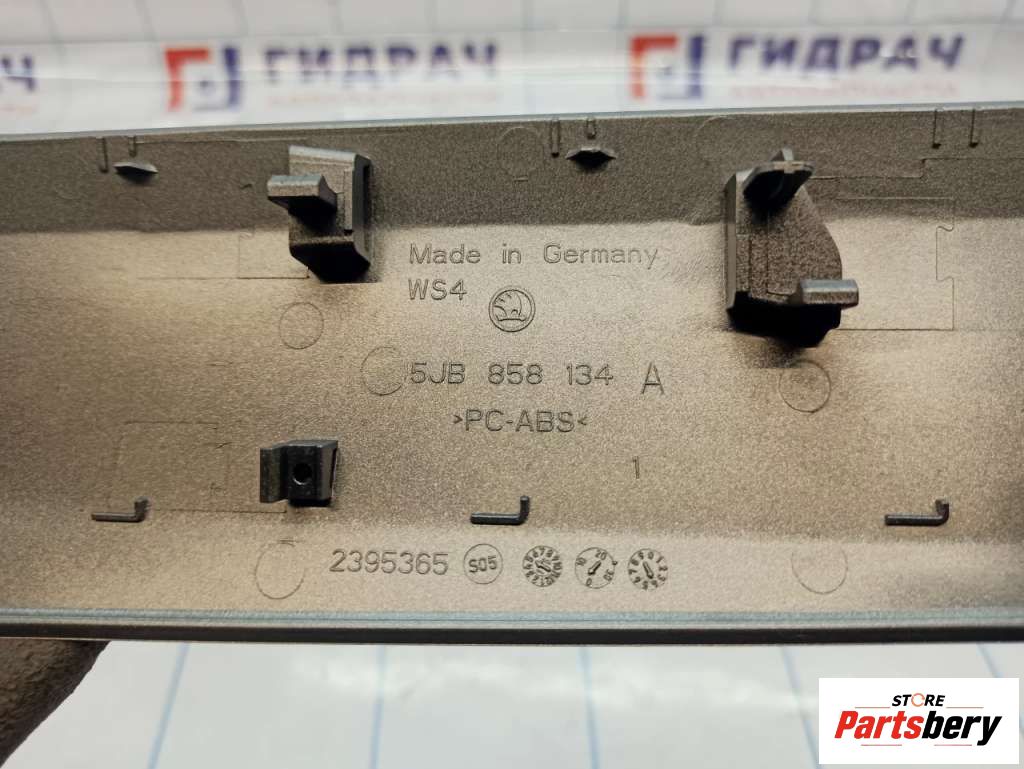 ГИДРАЧ
ГИДРАЧ
Made in Germany
WS4
5JB 858 134 A
>PC-ABS<
1
2395365 S05
STORE
Partsbery